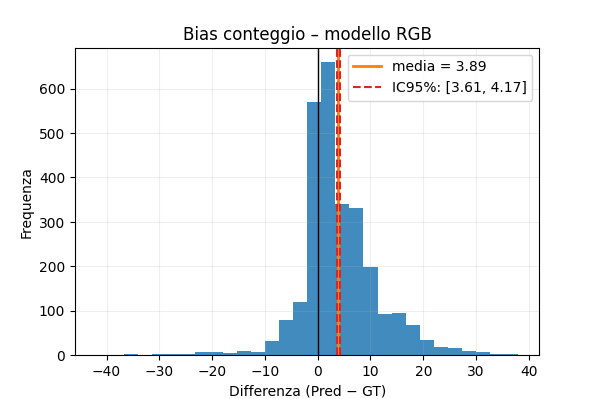 Bias conteggio – modello RGB
media = 3.89
IC95%: [3.61, 4.17]
Frequenza
600
500
400
300
200
100
0
−40 −30 −20 −10 0 10 20 30 40
Differenza (Pred − GT)